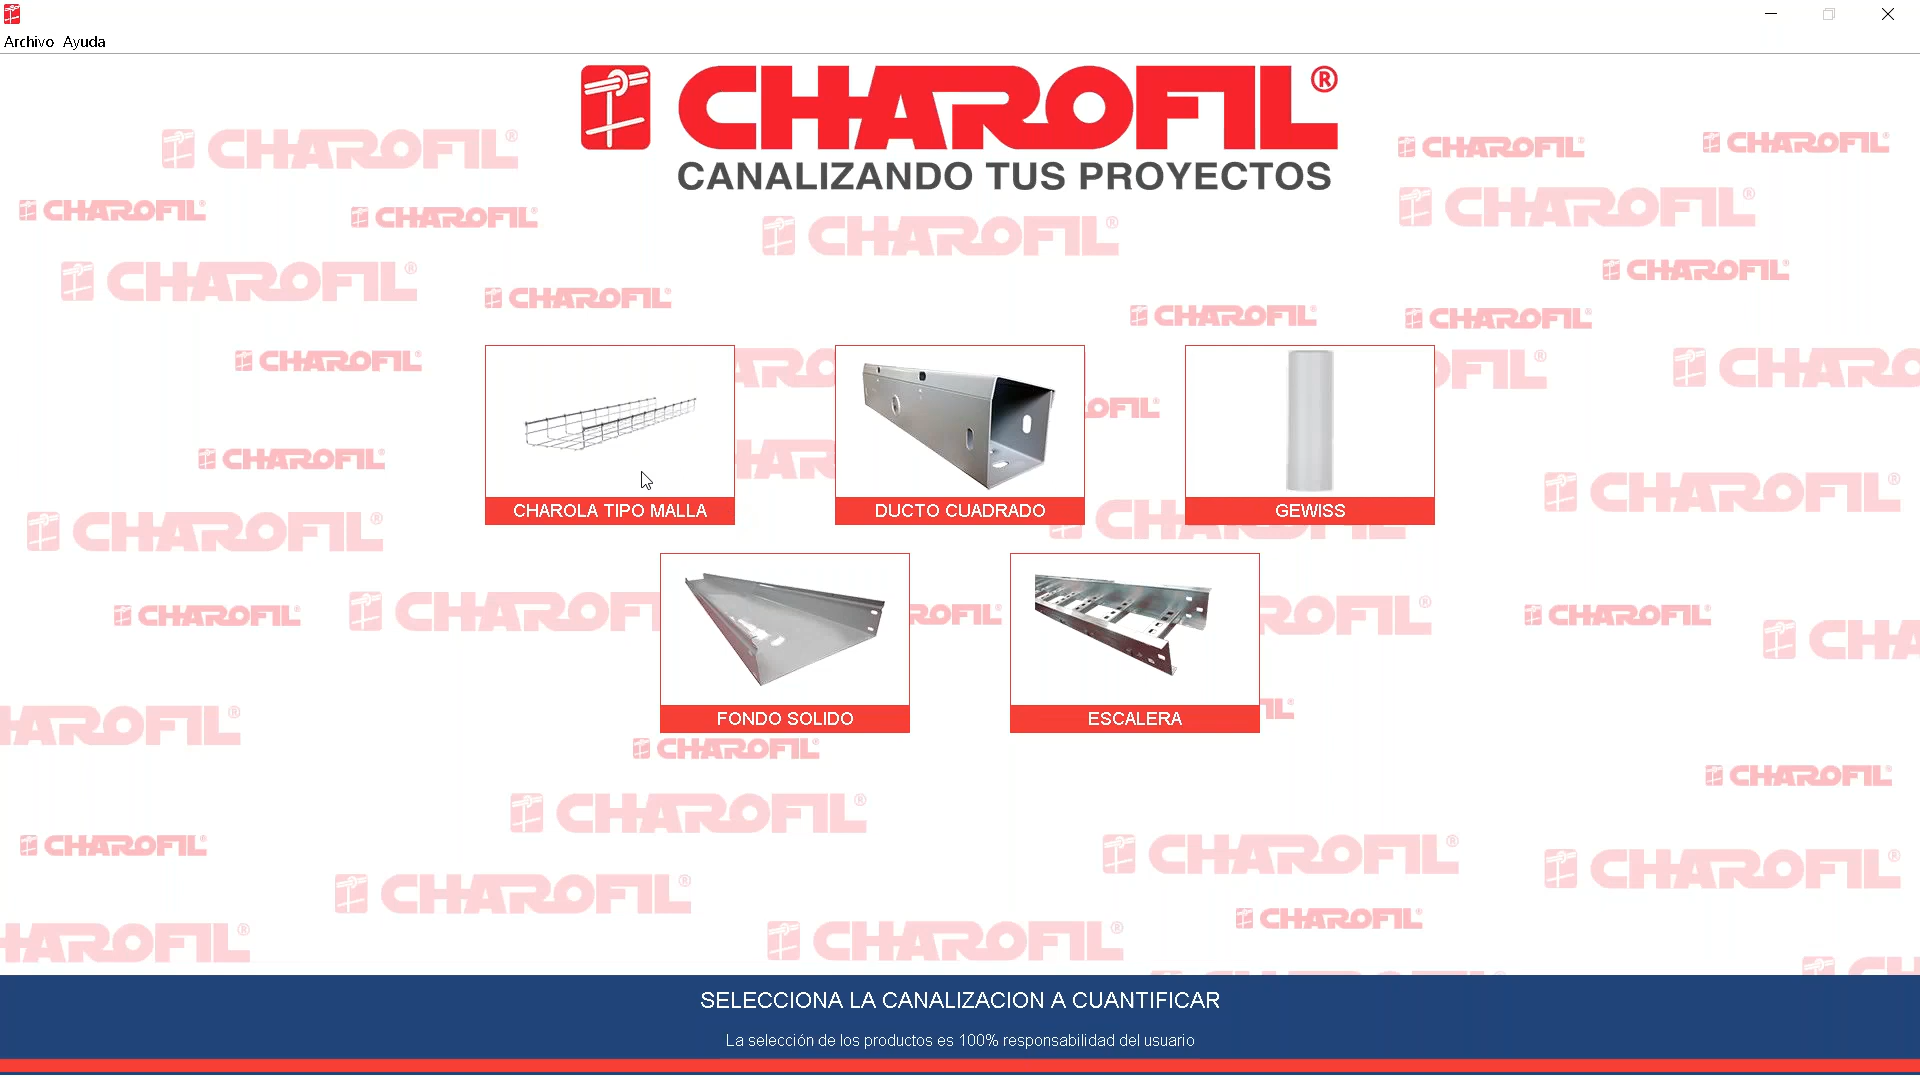 Archivo Ayuda
CHAROFIL®
CANALIZANDO TUS PROYECTOS
CHAROLA TIPO MALLA
DUCTO CUADRADO
GEWISS
FONDO SOLIDO
ESCALERA
SELECCIONA LA CANALIZACION A CUANTIFICAR
La selección de los productos es 100% responsabilidad del usuario